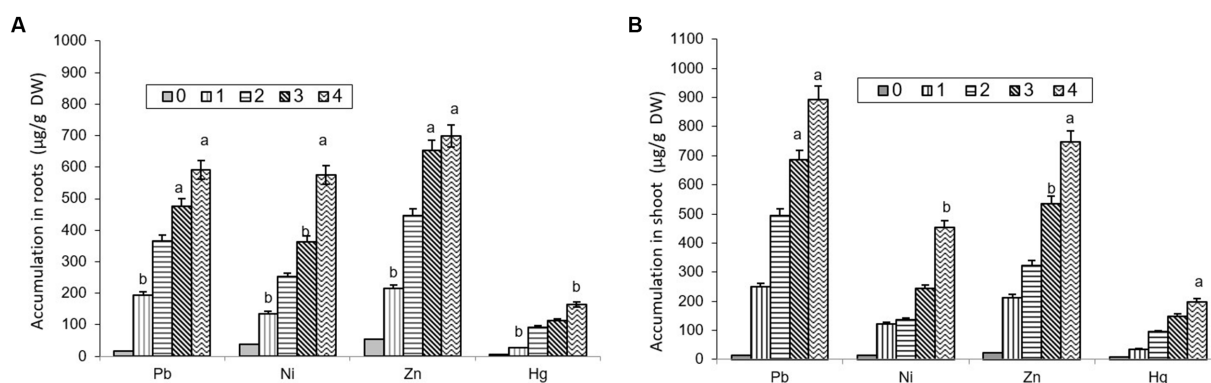 A
Accumulation in roots (µg/g DW)
1000
900
800
700
600
500
400
300
200
100
0
0 1 2 3 4
b a a
b b
b a a
b b
Pb Ni Zn Hg
B
Accumulation in shoot (µg/g DW)
1100
1000
900
800
700
600
500
400
300
200
100
0
0 1 2 3 4
a a
b
b a
a
Pb Ni Zn Hg